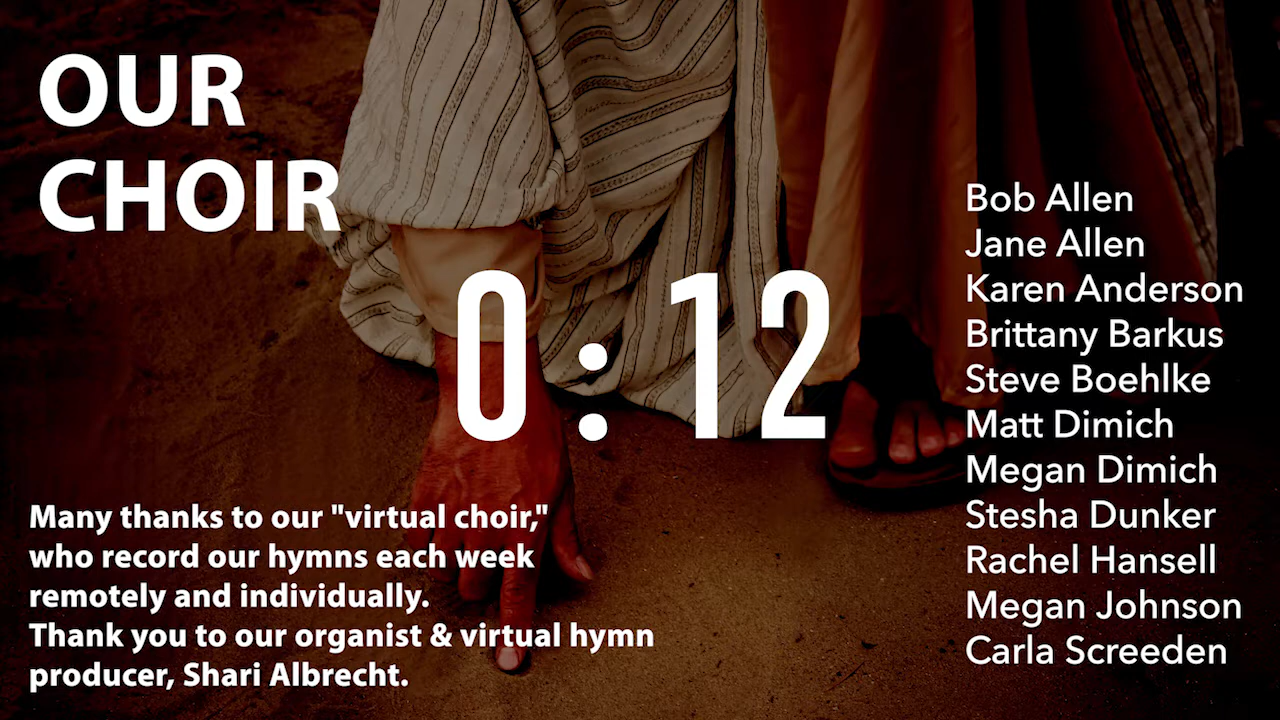 OUR
CHOIR
0:12
Many thanks to our "virtual choir,"
who record our hymns each week
remotely and individually.
Thank you to our organist & virtual hymn
producer, Shari Albrecht.
Bob Allen
Jane Allen
Karen Anderson
Brittany Barkus
Steve Boehlke
Matt Dimich
Megan Dimich
Stesha Dunker
Rachel Hansell
Megan Johnson
Carla Screeden